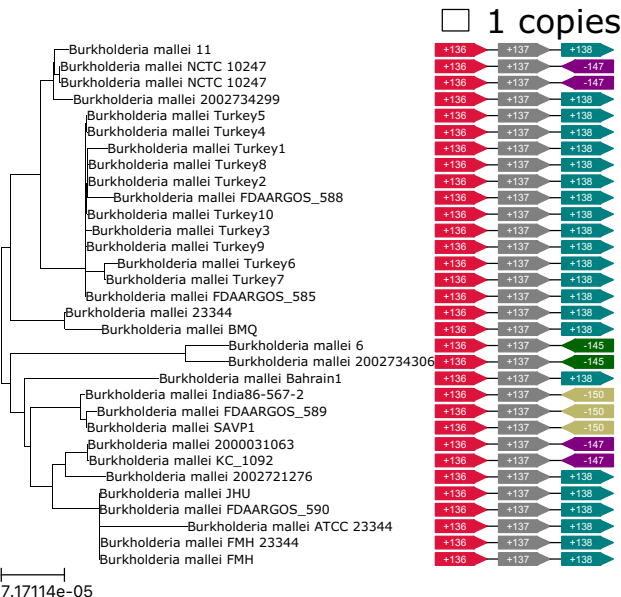 1 copies
Burkholderia mallei 11 +136 +137 +138
Burkholderia mallei NCTC 10247 +136 +137 -147
Burkholderia mallei NCTC 10247 +136 +137 -147
Burkholderia mallei 2002734299 +136 +137 +138
Burkholderia mallei Turkey5 +136 +137 +138
Burkholderia mallei Turkey4 +136 +137 +138
Burkholderia mallei Turkey1 +136 +137 +138
Burkholderia mallei Turkey8 +136 +137 +138
Burkholderia mallei Turkey2 +136 +137 +138
Burkholderia mallei FDAARGOS_588 +136 +137 +138
Burkholderia mallei Turkey10 +136 +137 +138
Burkholderia mallei Turkey3 +136 +137 +138
Burkholderia mallei Turkey9 +136 +137 +138
Burkholderia mallei Turkey6 +136 +137 +138
Burkholderia mallei Turkey7 +136 +137 +138
Burkholderia mallei FDAARGOS_585 +136 +137 +138
Burkholderia mallei 23344 +136 +137 +138
Burkholderia mallei BMQ +136 +137 +138
Burkholderia mallei 6 +136 +137 -145
Burkholderia mallei 2002734306 +136 +137 -145
Burkholderia mallei Bahrain1 +136 +137 +138
Burkholderia mallei India86-567-2 +136 +137 -150
Burkholderia mallei FDAARGOS_589 +136 +137 -150
Burkholderia mallei SAVP1 +136 +137 -150
Burkholderia mallei 2000031063 +136 +137 -147
Burkholderia mallei KC_1092 +136 +137 -147
Burkholderia mallei 2002721276 +136 +137 +138
Burkholderia mallei JHU +136 +137 +138
Burkholderia mallei FDAARGOS_590 +136 +137 +138
Burkholderia mallei ATCC 23344 +136 +137 +138
Burkholderia mallei FMH 23344 +136 +137 +138
Burkholderia mallei FMH +136 +137 +138
7.17114e-05